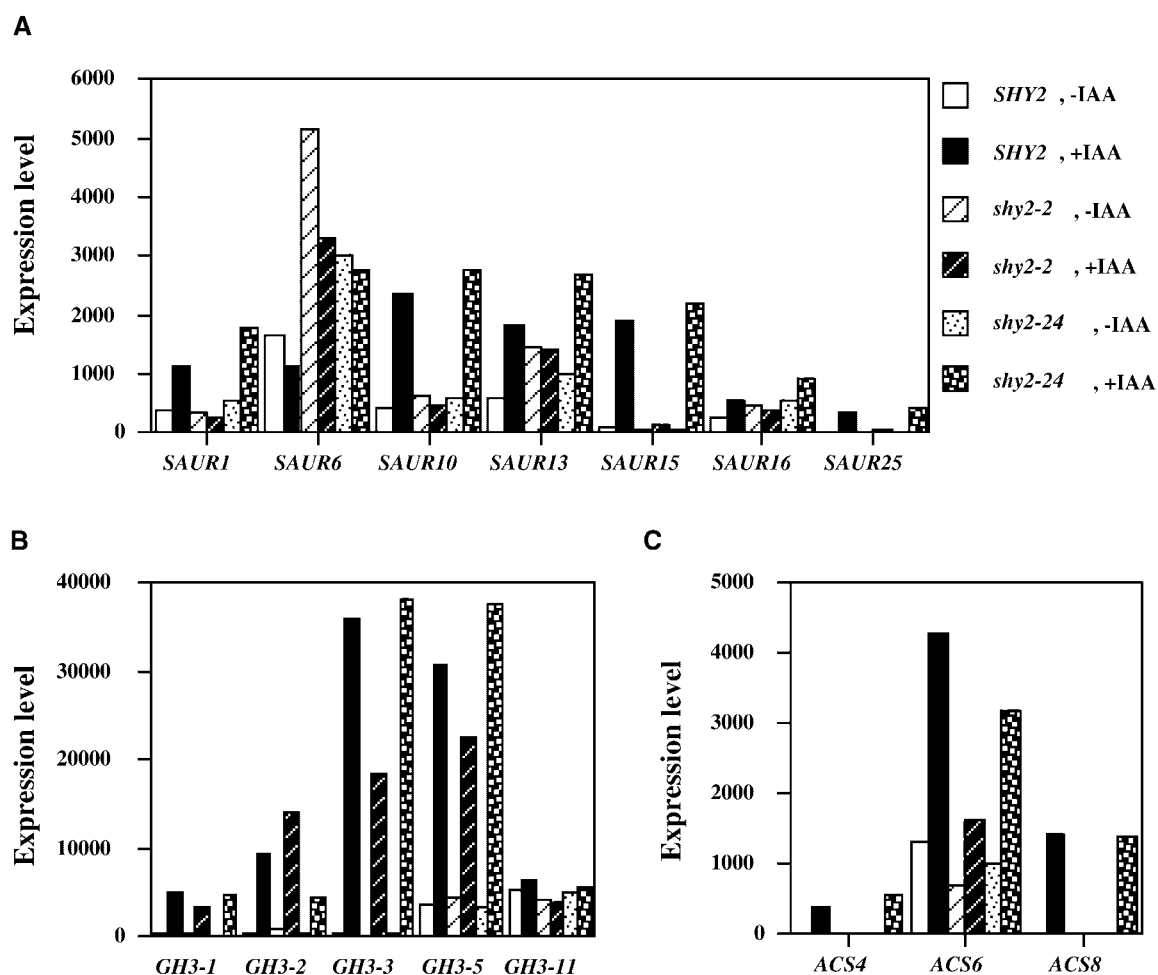 A
Expression level
6000
5000
4000
3000
2000
1000
0
SAUR1 SAUR6 SAUR10 SAUR13 SAUR15 SAUR16 SAUR25
SHY2 , -IAA
SHY2 , +IAA
shy2-2 , -IAA
shy2-2 , +IAA
shy2-24 , -IAA
shy2-24 , +IAA
B
Expression level
40000
30000
20000
10000
0
GH3-1 GH3-2 GH3-3 GH3-5 GH3-11
C
Expression level
5000
4000
3000
2000
1000
0
ACS4 ACS6 ACS8